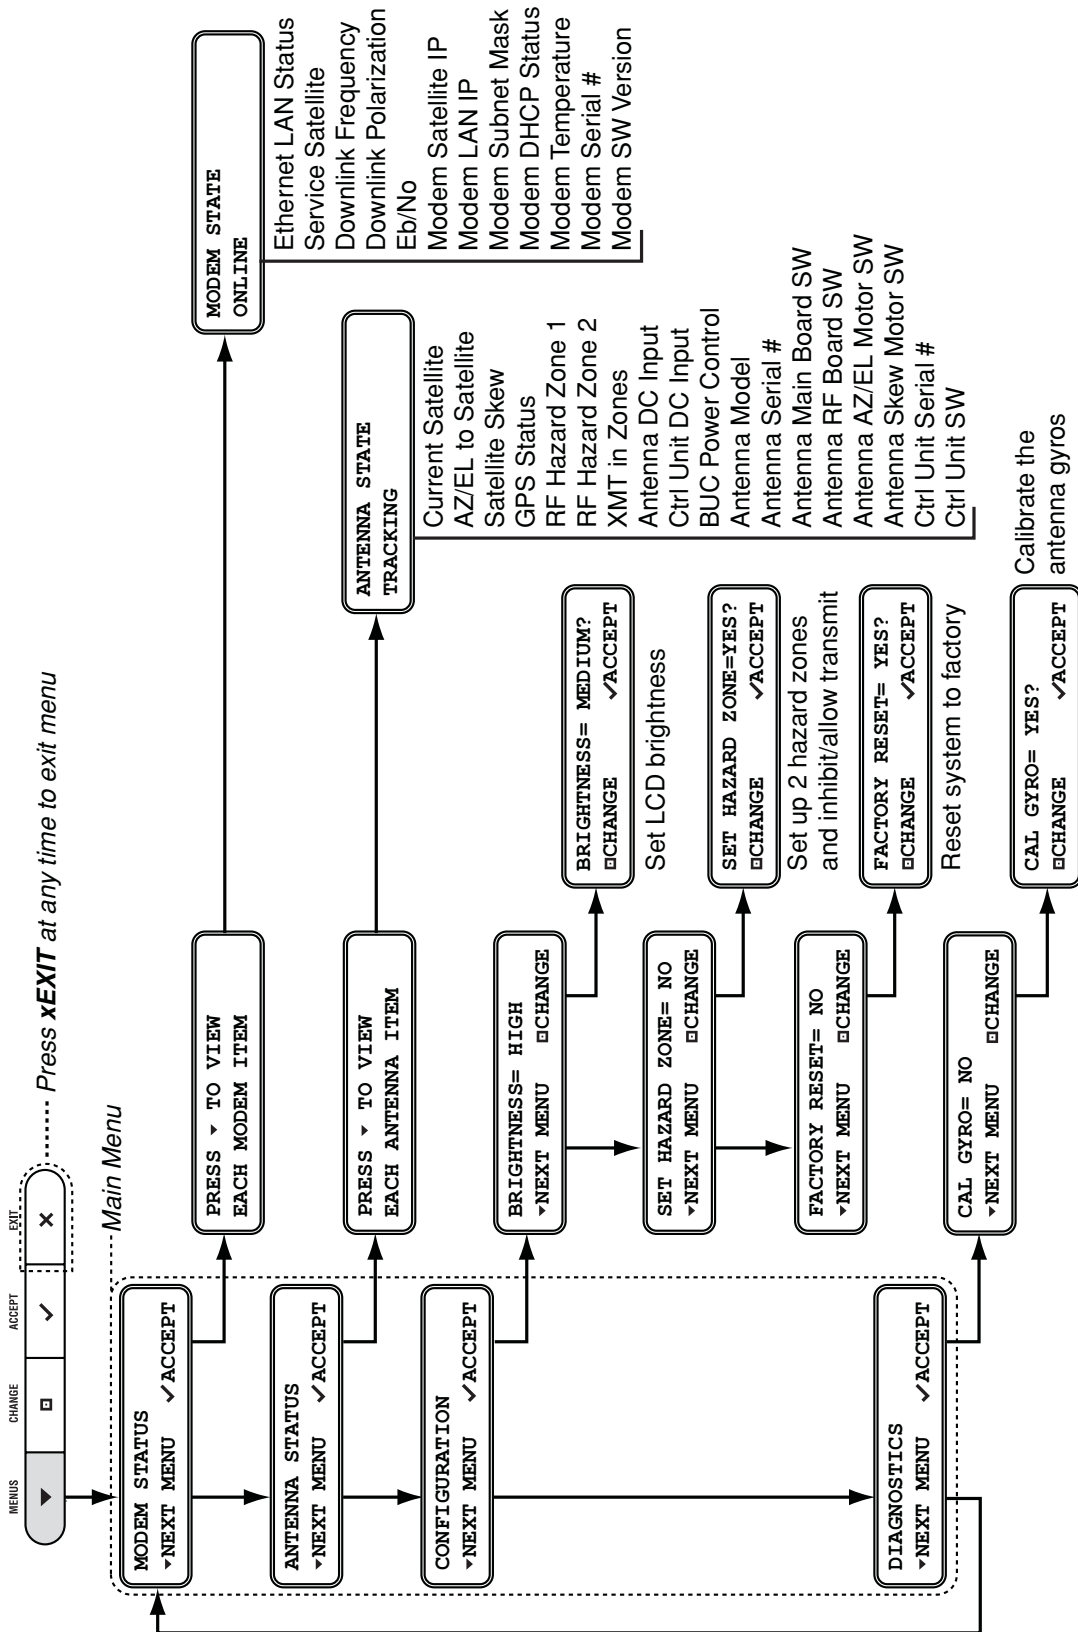 MENUS
CHANGE
ACCEPT
EXIT
Press xEXIT at any time to exit menu
Main Menu
MODEM STATUS
▾NEXT MENU ✓ACCEPT
PRESS ▾ TO VIEW
EACH MODEM ITEM
MODEM STATE
ONLINE
Ethernet LAN Status
Service Satellite
Downlink Frequency
Downlink Polarization
Eb/No
Modem Satellite IP
Modem LAN IP
Modem Subnet Mask
Modem DHCP Status
Modem Temperature
Modem Serial #
Modem SW Version
ANTENNA STATUS
▾NEXT MENU ✓ACCEPT
PRESS ▾ TO VIEW
EACH ANTENNA ITEM
ANTENNA STATE
TRACKING
Current Satellite
AZ/EL to Satellite
Satellite Skew
GPS Status
RF Hazard Zone 1
RF Hazard Zone 2
XMT in Zones
Antenna DC Input
Ctrl Unit DC Input
BUC Power Control
Antenna Model
Antenna Serial #
Antenna Main Board SW
Antenna RF Board SW
Antenna AZ/EL Motor SW
Antenna Skew Motor SW
Ctrl Unit Serial #
Ctrl Unit SW
CONFIGURATION
▾NEXT MENU ✓ACCEPT
BRIGHTNESS= HIGH
▾NEXT MENU ⊡CHANGE
BRIGHTNESS= MEDIUM?
⊡CHANGE ✓ACCEPT
Set LCD brightness
SET HAZARD ZONE= NO
▾NEXT MENU ⊡CHANGE
SET HAZARD ZONE=YES?
⊡CHANGE ✓ACCEPT
Set up 2 hazard zones
and inhibit/allow transmit
FACTORY RESET= NO
▾NEXT MENU ⊡CHANGE
FACTORY RESET= YES?
⊡CHANGE ✓ACCEPT
Reset system to factory
DIAGNOSTICS
▾NEXT MENU ✓ACCEPT
CAL GYRO= NO
▾NEXT MENU ⊡CHANGE
CAL GYRO= YES?
⊡CHANGE ✓ACCEPT
Calibrate the
antenna gyros